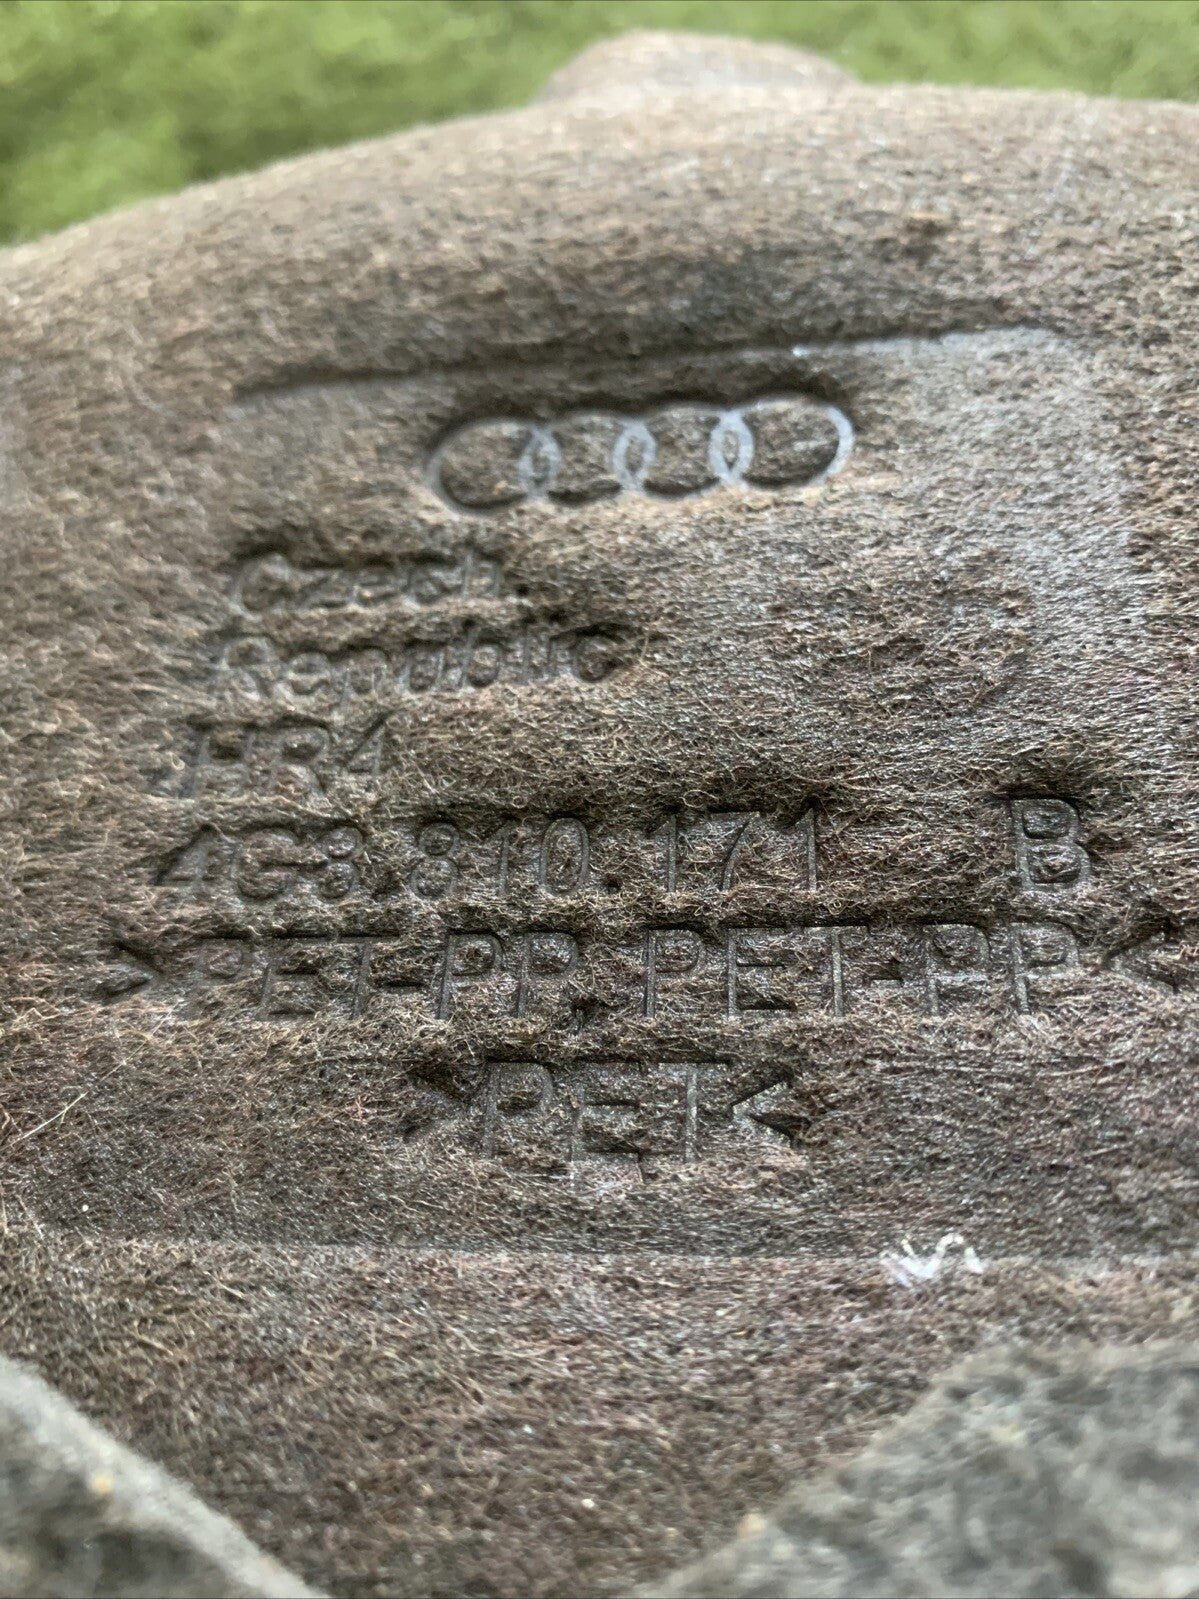 Czech
Republic
HR4
4G8.810.171 B
>PET-PP.PET-PP<
>PET<